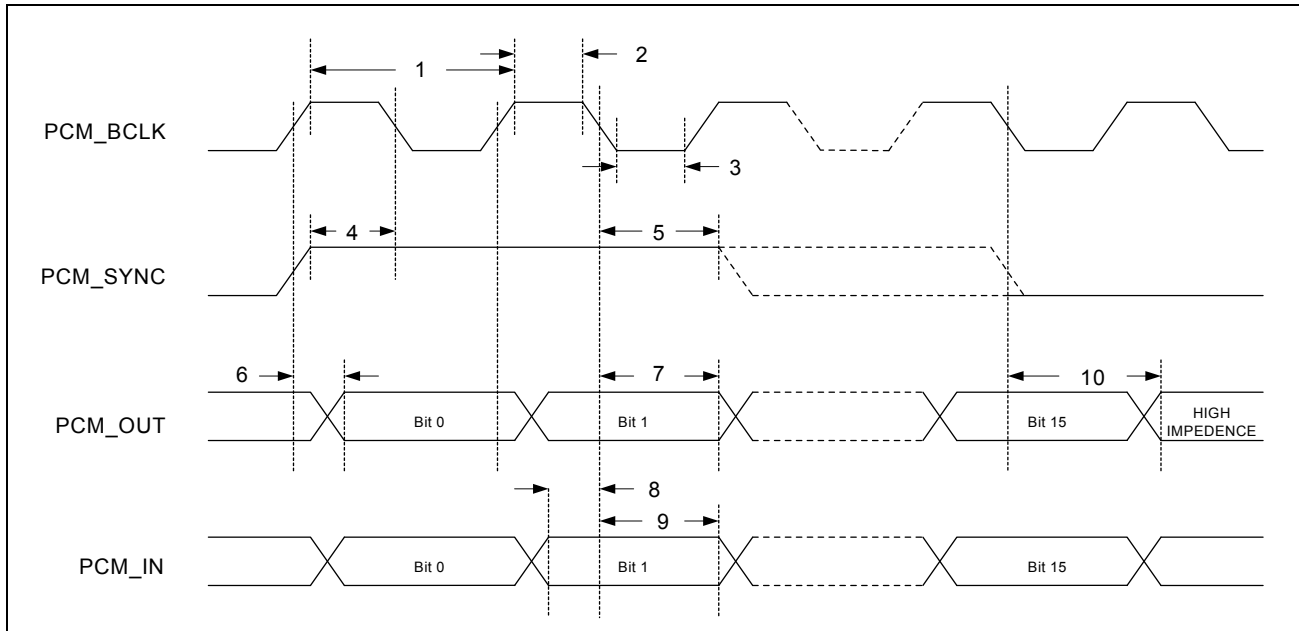 1
2
PCM_BCLK
3
4
5
PCM_SYNC
6
7
10
PCM_OUT
Bit 0
Bit 1
Bit 15
HIGH
IMPEDENCE
8
9
PCM_IN
Bit 0
Bit 1
Bit 15